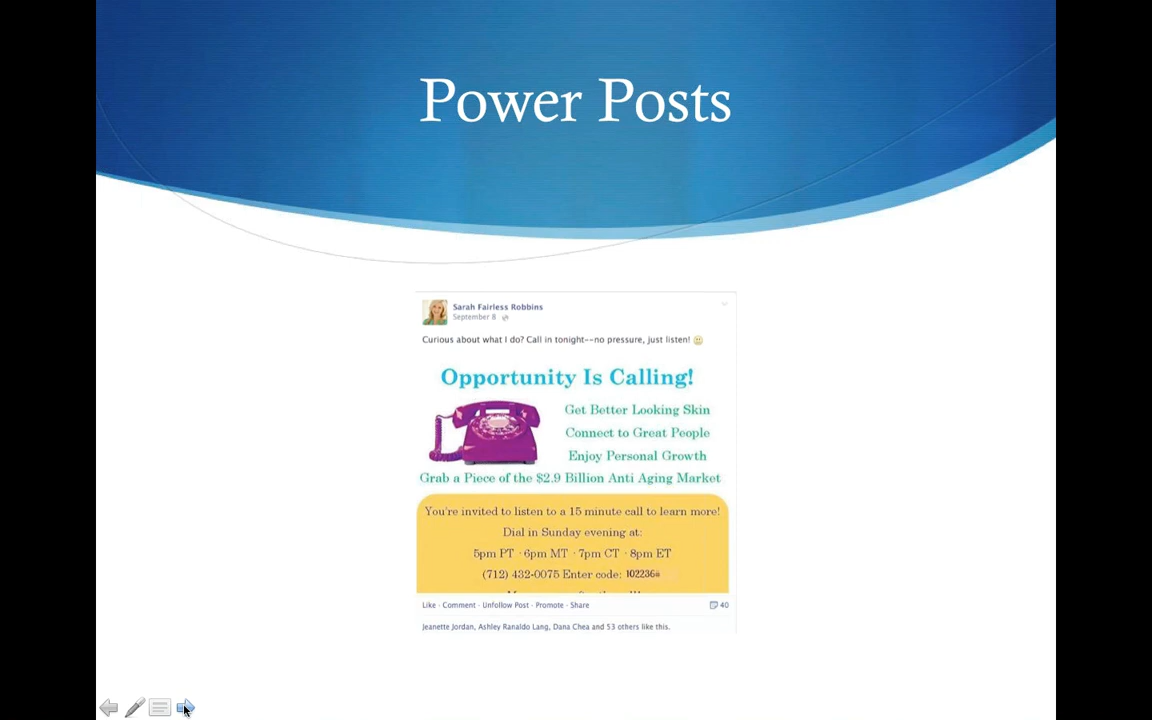 Power Posts
Sarah Fairless Robbins
September 8
Curious about what I do? Call in tonight--no pressure, just listen!
Opportunity Is Calling!
Get Better Looking Skin
Connect to Great People
Enjoy Personal Growth
Grab a Piece of the $2.9 Billion Anti Aging Market
You're invited to listen to a 15 minute call to learn more!
Dial in Sunday evening at:
5pm PT · 6pm MT · 7pm CT · 8pm ET
(712) 432-0075 Enter code:
Like · Comment · Unfollow Post · Promote · Share
40
Jeanette Jordan, Ashley Ranaldo Lang, Dana Chea and 53 others like this.